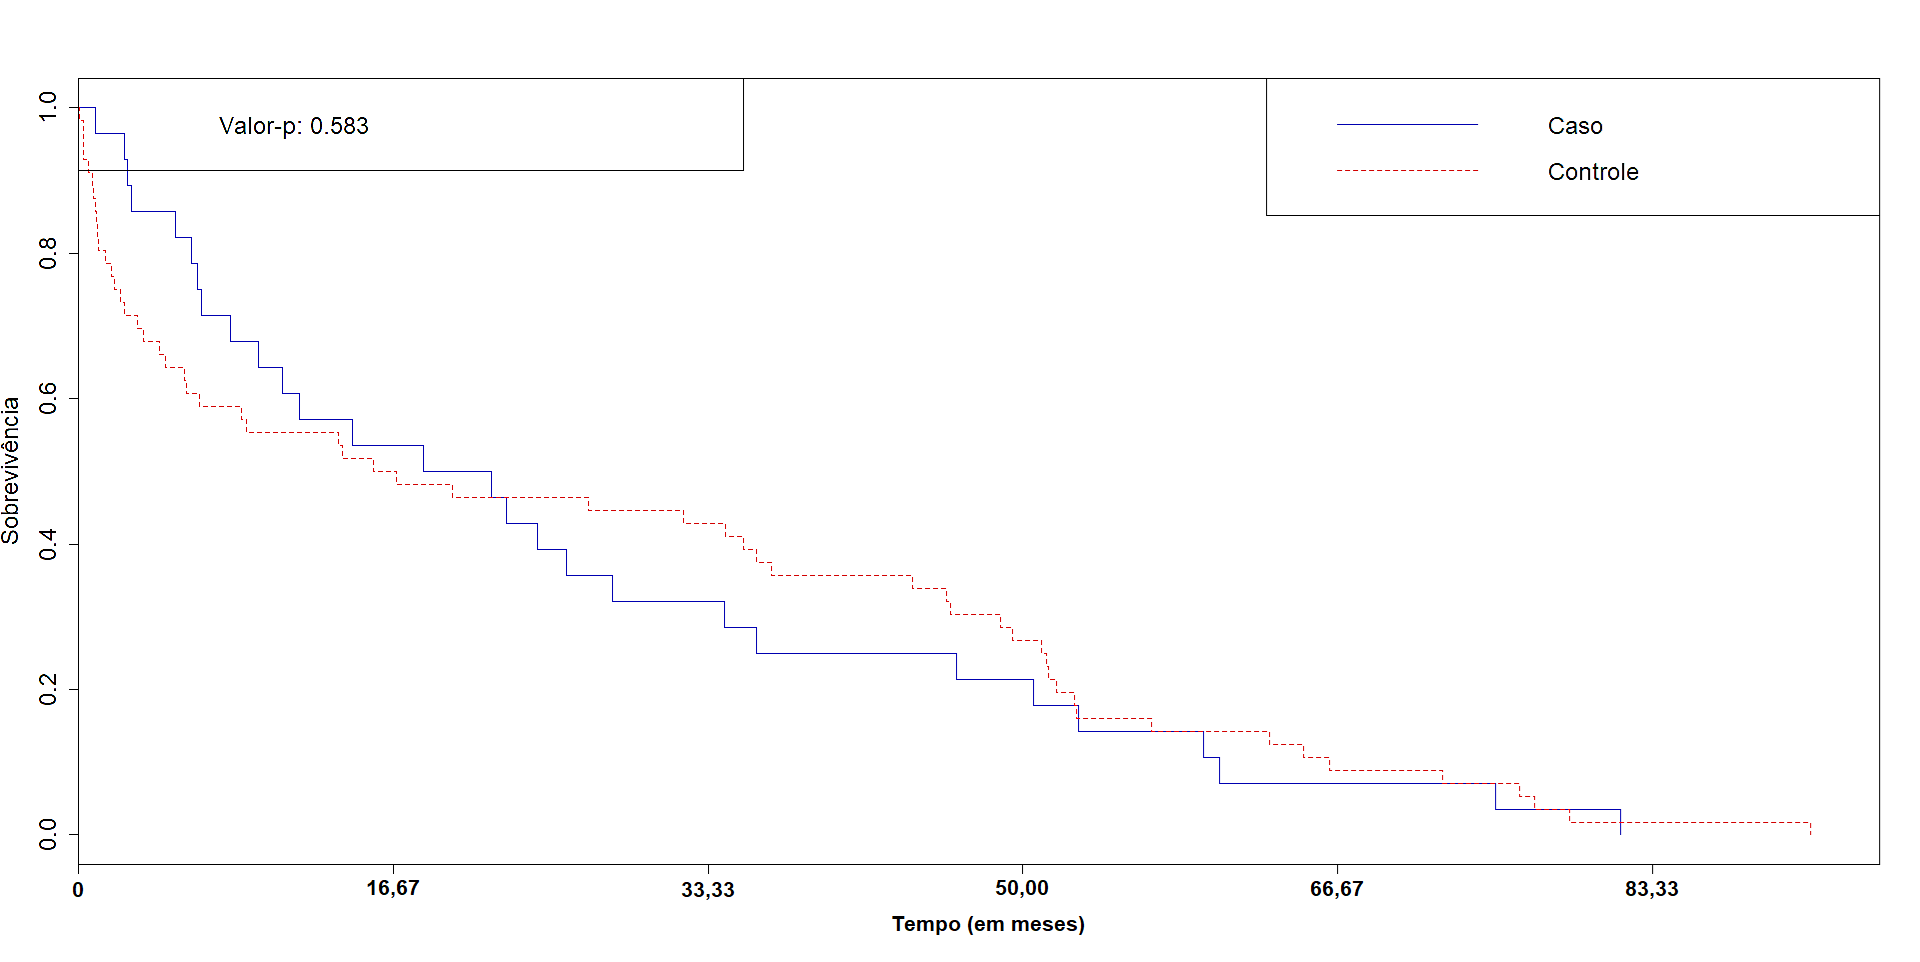 Valor-p: 0.583
Caso
Controle
Sobrevivência
1.0
0.8
0.6
0.4
0.2
0.0
0
16,67
33,33
50,00
66,67
83,33
Tempo (em meses)